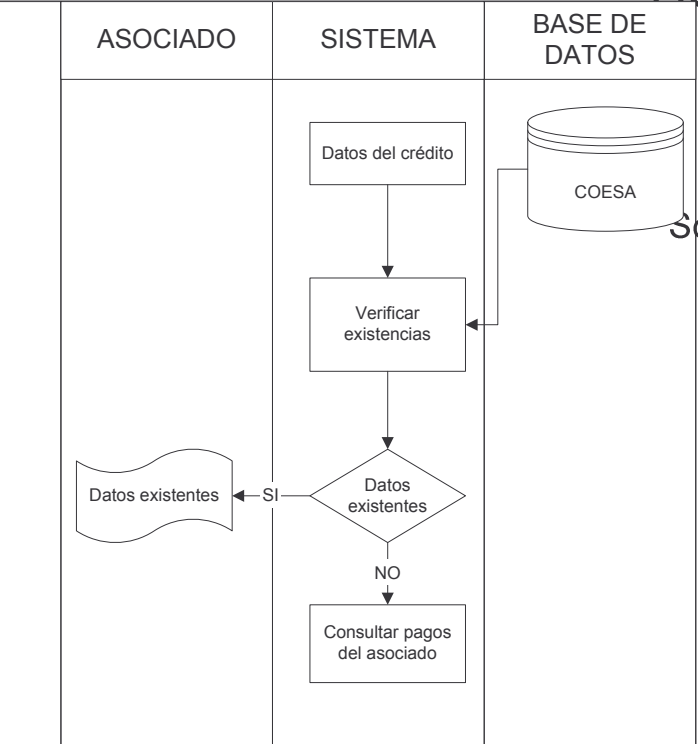 ASOCIADO
SISTEMA
BASE DE
DATOS
Datos del crédito
COESA
Verificar
existencias
Datos existentes
SI
Datos
existentes
NO
Consultar pagos
del asociado